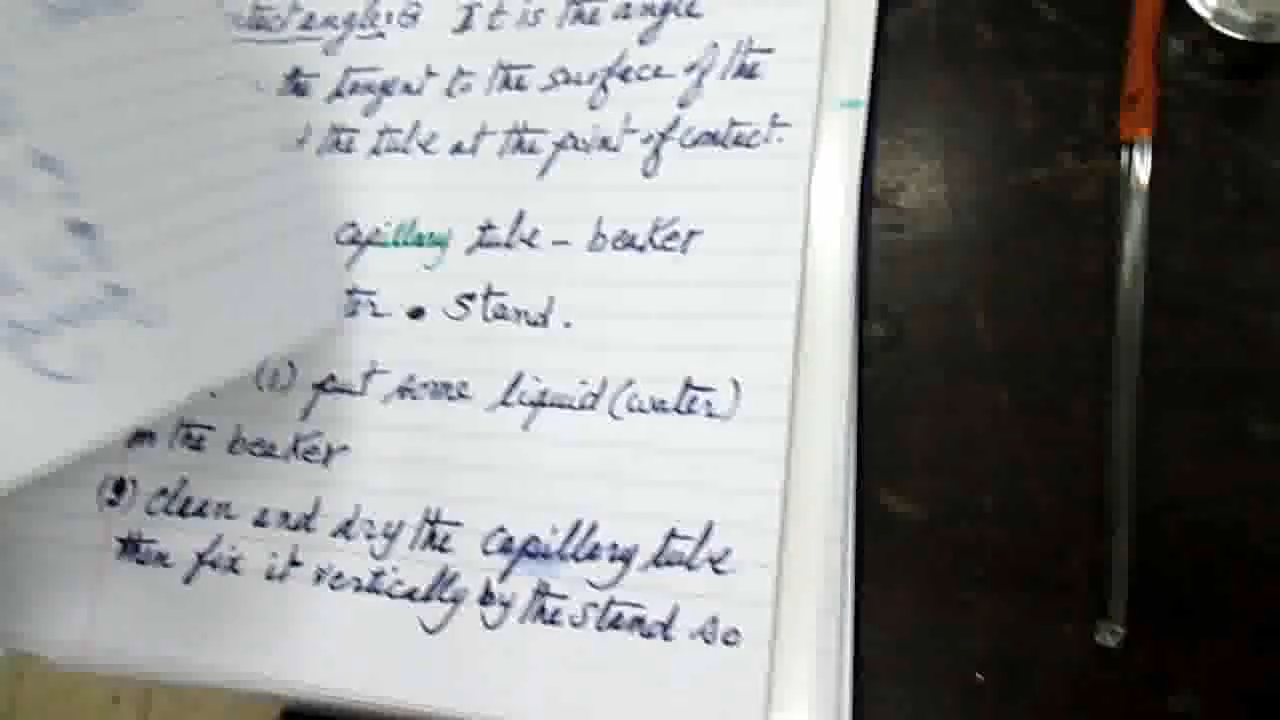 tact angle: It is the angle
the tangent to the surface of the
the tube at the point of contact.
capillary tube - beaker
stand.
(1) put some liquid (water)
in the beaker
(2) clean and dry the capillary tube
then fix it vertically by the stand so